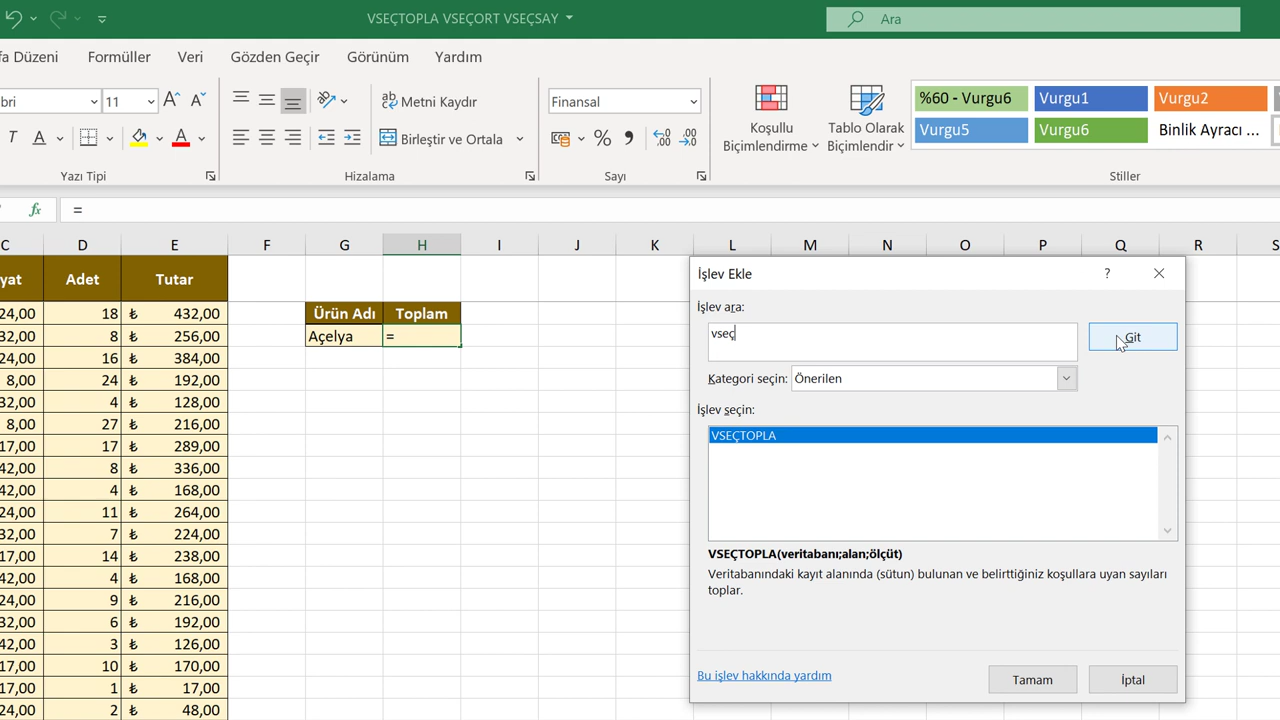 VSEÇTOPLA VSEÇORT VSEÇSAY
Ara
fa Düzeni Formüller Veri Gözden Geçir Görünüm Yardım
bri 11 A A Metni Kaydır Finansal
T A A Birleştir ve Ortala % ,00 ,00
Koşullu Biçimlendirme
Tablo Olarak Biçimlendir
%60 - Vurgu6 Vurgu1 Vurgu2
Vurgu5 Vurgu6 Binlik Ayracı ...
Yazı Tipi Hizalama Sayı Stiller
fx =
C D E F G H I J K L M N O P Q R S
yat Adet Tutar
24,00 18 ₺ 432,00
32,00 8 ₺ 256,00
24,00 16 ₺ 384,00
8,00 24 ₺ 192,00
32,00 4 ₺ 128,00
8,00 27 ₺ 216,00
17,00 17 ₺ 289,00
42,00 8 ₺ 336,00
42,00 4 ₺ 168,00
24,00 11 ₺ 264,00
32,00 7 ₺ 224,00
17,00 14 ₺ 238,00
42,00 4 ₺ 168,00
24,00 9 ₺ 216,00
32,00 6 ₺ 192,00
42,00 3 ₺ 126,00
17,00 10 ₺ 170,00
17,00 1 ₺ 17,00
24,00 2 ₺ 48,00
Ürün Adı Toplam
Açelya =
İşlev Ekle ?
İşlev ara:
vseç
Git
Kategori seçin: Önerilen
İşlev seçin:
VSEÇTOPLA
VSEÇTOPLA(veritabanı;alan;ölçüt)
Veritabanındaki kayıt alanında (sütun) bulunan ve belirttiğiniz koşullara uyan sayıları
toplar.
Bu işlev hakkında yardım
Tamam İptal